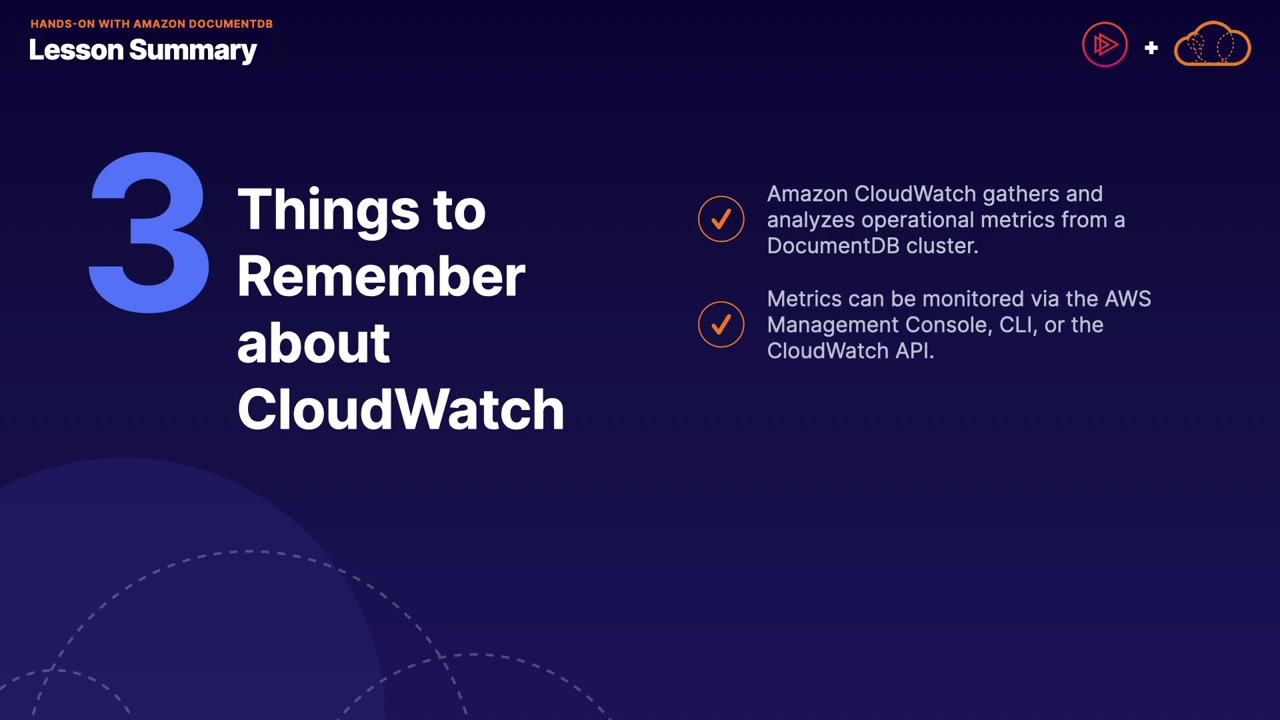 HANDS-ON WITH AMAZON DOCUMENTDB
Lesson Summary
+
3
Things to
Remember
about
CloudWatch
Amazon CloudWatch gathers and
analyzes operational metrics from a
DocumentDB cluster.
Metrics can be monitored via the AWS
Management Console, CLI, or the
CloudWatch API.